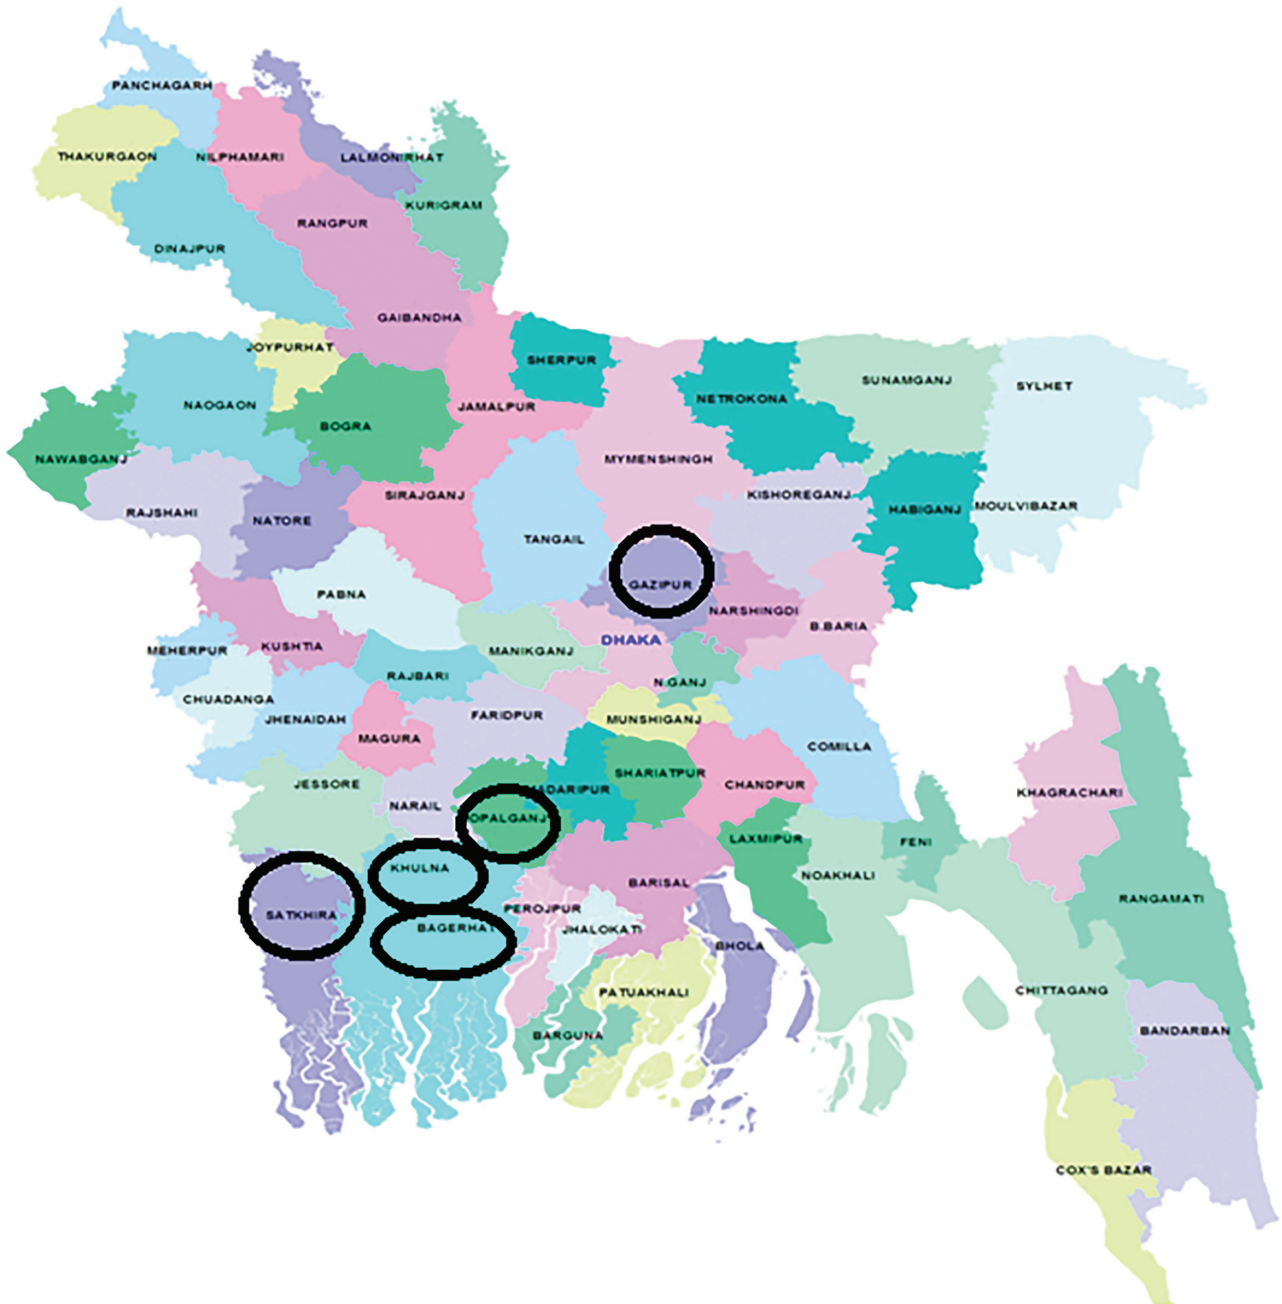 PANCHAGARH
THAKURGAON
NILPHAMARI
LALMONIRHAT
KURIGRAM
RANGPUR
DINAJPUR
GAIBANDHA
JOYPURHAT
SHERPUR
SUNAMGANJ
SYLHET
NETROKONA
NAOGAON
JAMALPUR
BOGRA
NAWABGANJ
MYMENSHINGH
SIRAJGANJ
KISHOREGANJ
MOULVIBAZAR
HABIGANJ
RAJSHAHI
NATORE
TANGAIL
GAZIPUR
PABNA
NARSHINGDI
B.BARIA
DHAKA
KUSHTIA
MEHERPUR
MANIKGANJ
RAJBARI
N.GANJ
CHUADANGA
JHENAIDAH
FARIDPUR
MUNSHIGANJ
MAGURA
COMILLA
SHARIATPUR
JESSORE
CHANDPUR
ADARIPUR
KHAGRACHARI
NARAIL
OPALGANJ
LAXMIPUR
FENI
KHULNA
NOAKHALI
BARISAL
RANGAMATI
PEROJPUR
SATKHIRA
BAGERHAT
JHALOKATI
BHOLA
PATUAKHALI
CHITTAGANG
BANDARBAN
BARGUNA
COX'S BAZAR